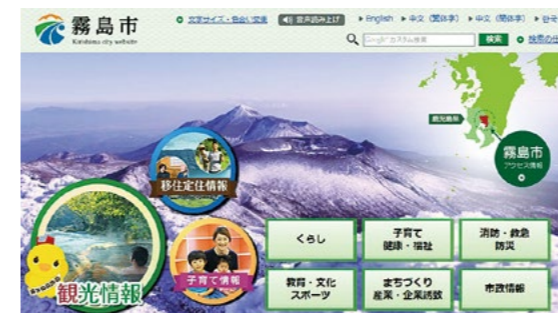 霧島市
Kirishima city website
文字サイズ・色合い変更
音声読み上げ
English
中文 (繁体字)
中文 (簡体字)
検索
鹿児島県
霧島市
アクセス情報
移住定住情報
子育て情報
観光情報
くらし
子育て
健康・福祉
消防・救急
防災
教育・文化
スポーツ
まちづくり
産業・企業誘致
市政情報